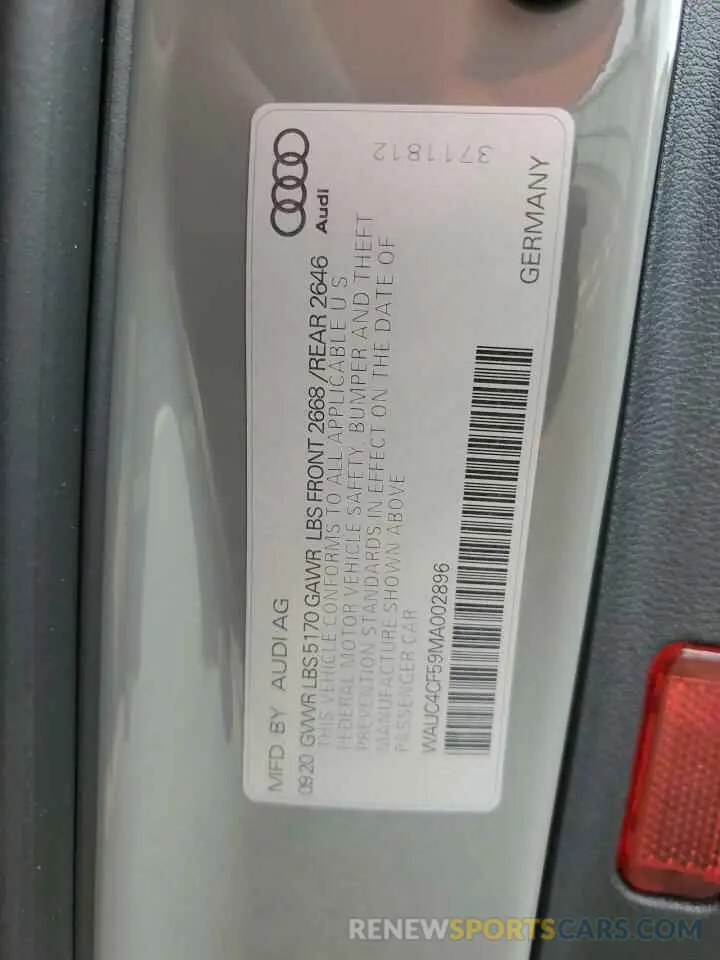 Audi
3711812
MFD BY AUDI AG
0920 GVWR LBS 5170 GAWR LBS FRONT 2668 /REAR 2646
THIS VEHICLE CONFORMS TO ALL APPLICABLE U S
FEDERAL MOTOR VEHICLE SAFETY, BUMPER AND THEFT
PREVENTION STANDARDS IN EFFECT ON THE DATE OF
MANUFACTURE SHOWN ABOVE
PASSENGER CAR
WAUC4CF59MA002896
GERMANY
RENEWSPORTSCARS.COM